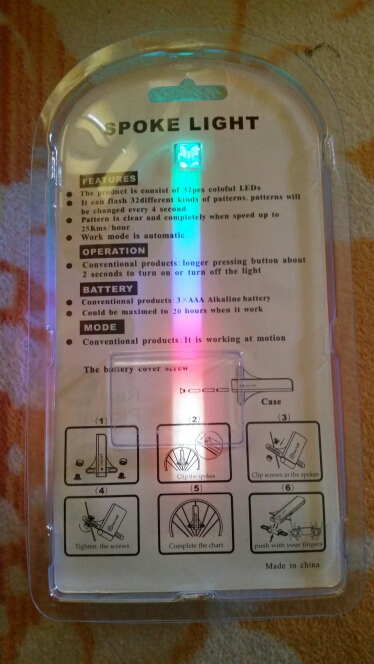 SPOKE LIGHT
FEATURES
The product is consist of 32pcs coloful LEDs
It can flash 32different kinds of patterns, patterns will
be changed every 4 second
Pattern is clear and completely when speed up to
25Kms/hour
Work mode is automatic
OPERATION
Conventional products: longer pressing button about
2 seconds to turn on or turn off the light
BATTERY
Conventional products: 3×AAA Alkaline battery
Could be maximed to 20 hours when it work
MODE
Conventional products: It is working at motion
The battery cover screw
Case
(1)
(2)
(3)
Clip the spokes
Clip screws in the spokes
(4)
(5)
(6)
Tighten the screws
Complete the chart
push with your fingers
Made in china